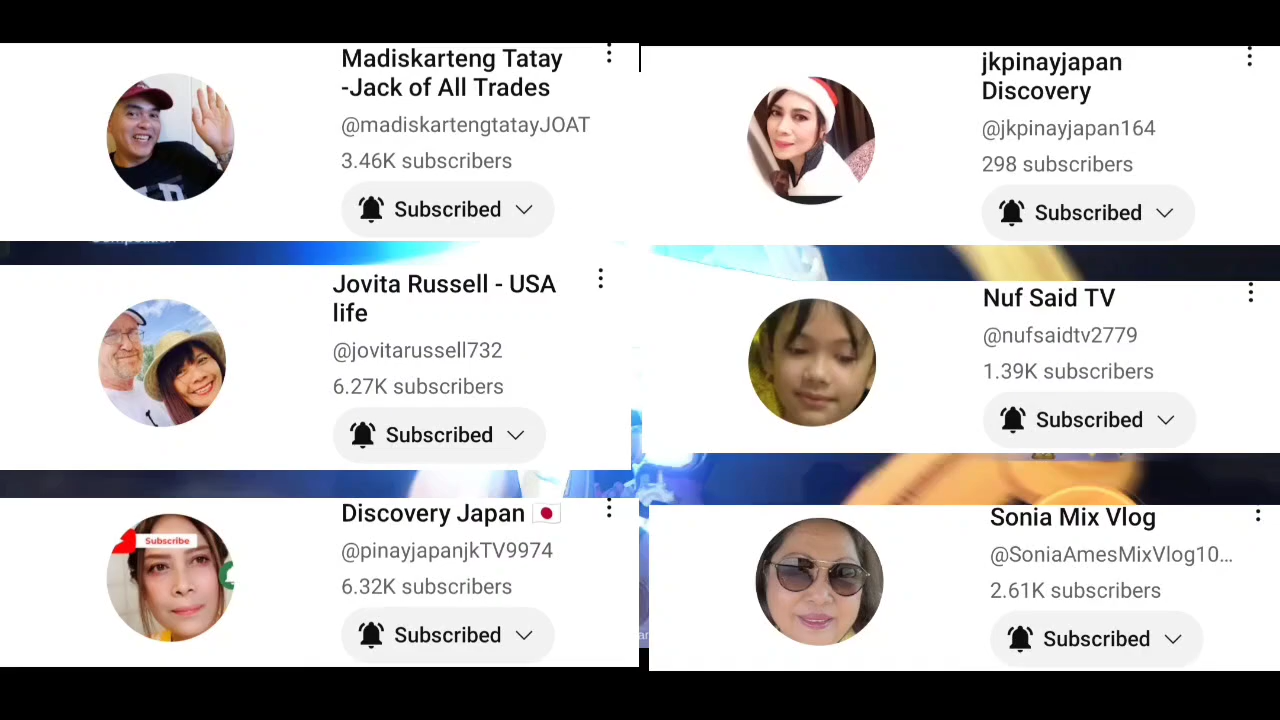 Madiskarteng Tatay
-Jack of All Trades
@madiskartengtatayJOAT
3.46K subscribers
Subscribed
jkpinayjapan
Discovery
@jkpinayjapan164
298 subscribers
Subscribed
Jovita Russell - USA
life
@jovitarussell732
6.27K subscribers
Subscribed
Nuf Said TV
@nufsaidtv2779
1.39K subscribers
Subscribed
Discovery Japan 🇯🇵
@pinayjapanjkTV9974
6.32K subscribers
Subscribed
Subscribe
Sonia Mix Vlog
@SoniaAmesMixVlog10...
2.61K subscribers
Subscribed